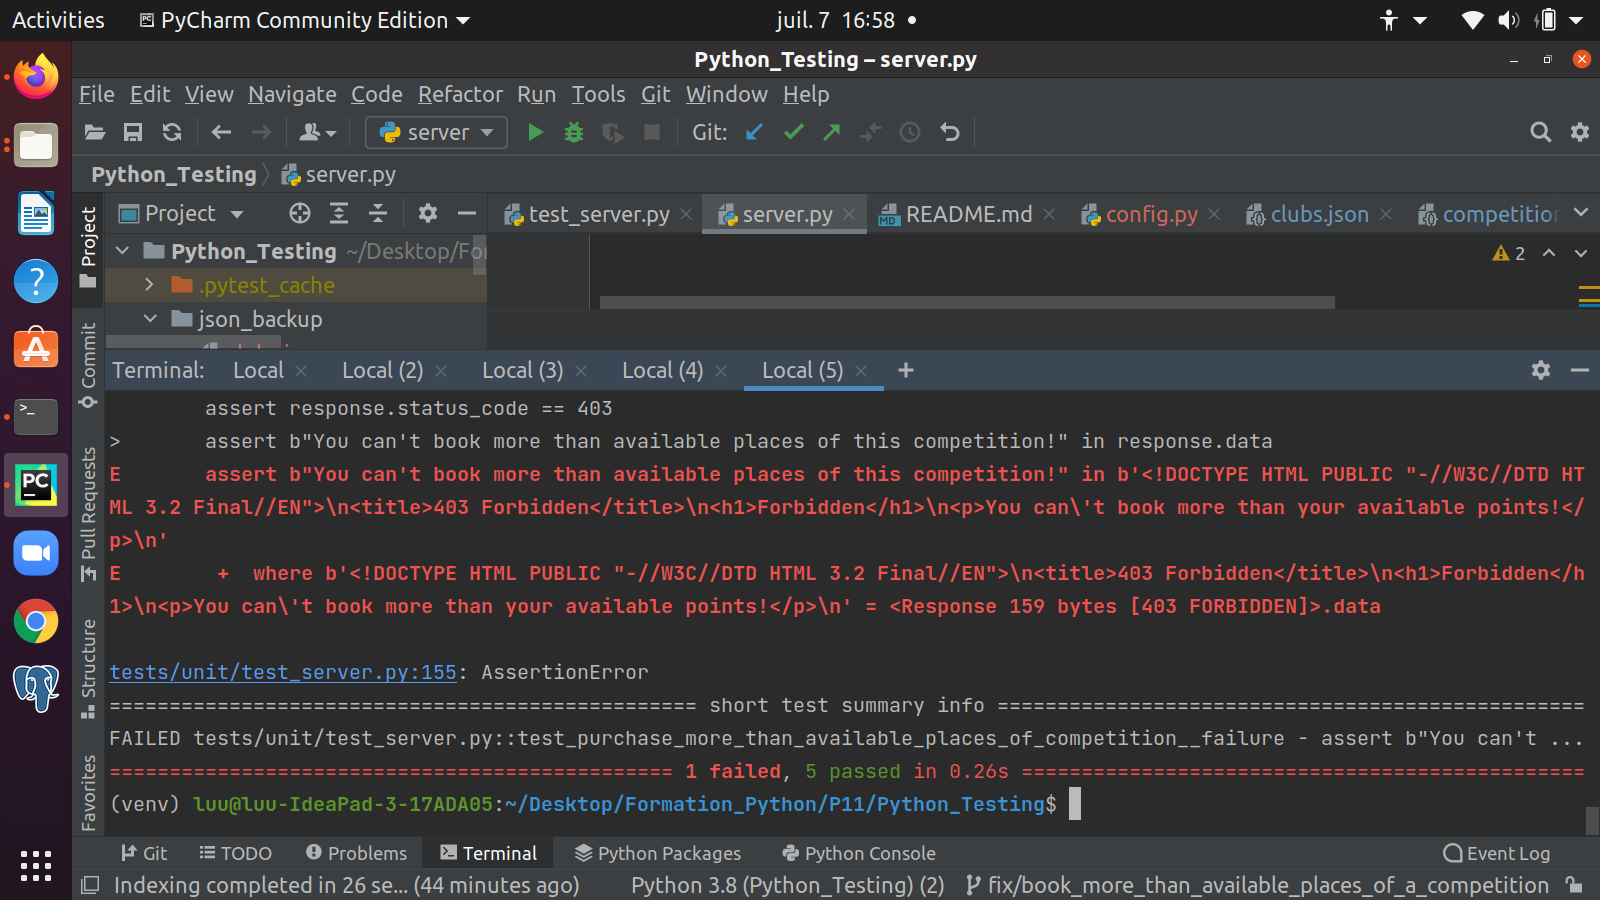 Activities PyCharm Community Edition juil. 7 16:58
Python_Testing – server.py
File Edit View Navigate Code Refactor Run Tools Git Window Help
server Git:
Python_Testing server.py
Project test_server.py server.py README.md config.py clubs.json competition
Project
Python_Testing ~/Desktop/For
2
.pytest_cache
json_backup
Commit
Pull Requests
Structure
Favorites
Terminal: Local Local (2) Local (3) Local (4) Local (5) +
assert response.status_code == 403
> assert b"You can't book more than available places of this competition!" in response.data
E assert b"You can't book more than available places of this competition!" in b'<!DOCTYPE HTML PUBLIC "-//W3C//DTD HT
ML 3.2 Final//EN">\n<title>403 Forbidden</title>\n<h1>Forbidden</h1>\n<p>You can\'t book more than your available points!</
p>\n'
E + where b'<!DOCTYPE HTML PUBLIC "-//W3C//DTD HTML 3.2 Final//EN">\n<title>403 Forbidden</title>\n<h1>Forbidden</h
1>\n<p>You can\'t book more than your available points!</p>\n' = <Response 159 bytes [403 FORBIDDEN]>.data
tests/unit/test_server.py:155: AssertionError
================================================= short test summary info =================================================
FAILED tests/unit/test_server.py::test_purchase_more_than_available_places_of_competition__failure - assert b"You can't ...
=============================================== 1 failed, 5 passed in 0.26s ===============================================
(venv) luu@luu-IdeaPad-3-17ADA05:~/Desktop/Formation_Python/P11/Python_Testing$
Git TODO Problems Terminal Python Packages Python Console Event Log
Indexing completed in 26 se... (44 minutes ago) Python 3.8 (Python_Testing) (2) fix/book_more_than_available_places_of_a_competition